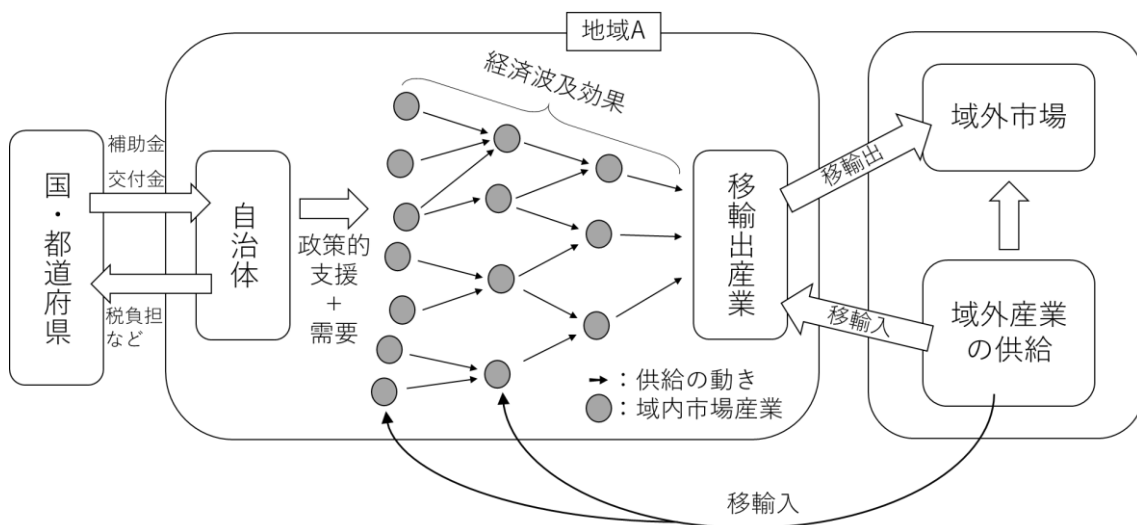 地域A
経済波及効果
国・都道府県
補助金
交付金
税負担
など
自治体
政策的
支援
+
需要
移輸出産業
移輸出
移輸入
域外市場
域外産業
の供給
→：供給の動き
：域内市場産業
移輸入